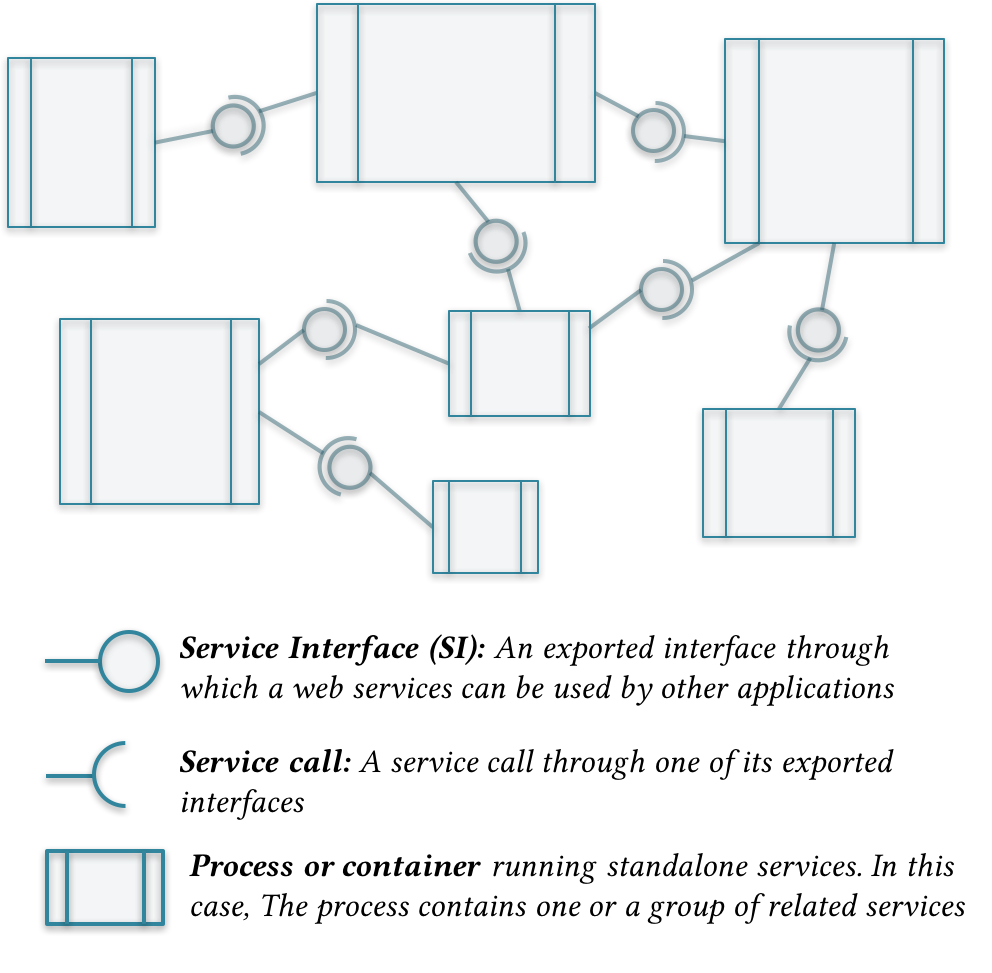 Service Interface (SI): An exported interface through
which a web services can be used by other applications
Service call: A service call through one of its exported
interfaces
Process or container running standalone services. In this
case, The process contains one or a group of related services